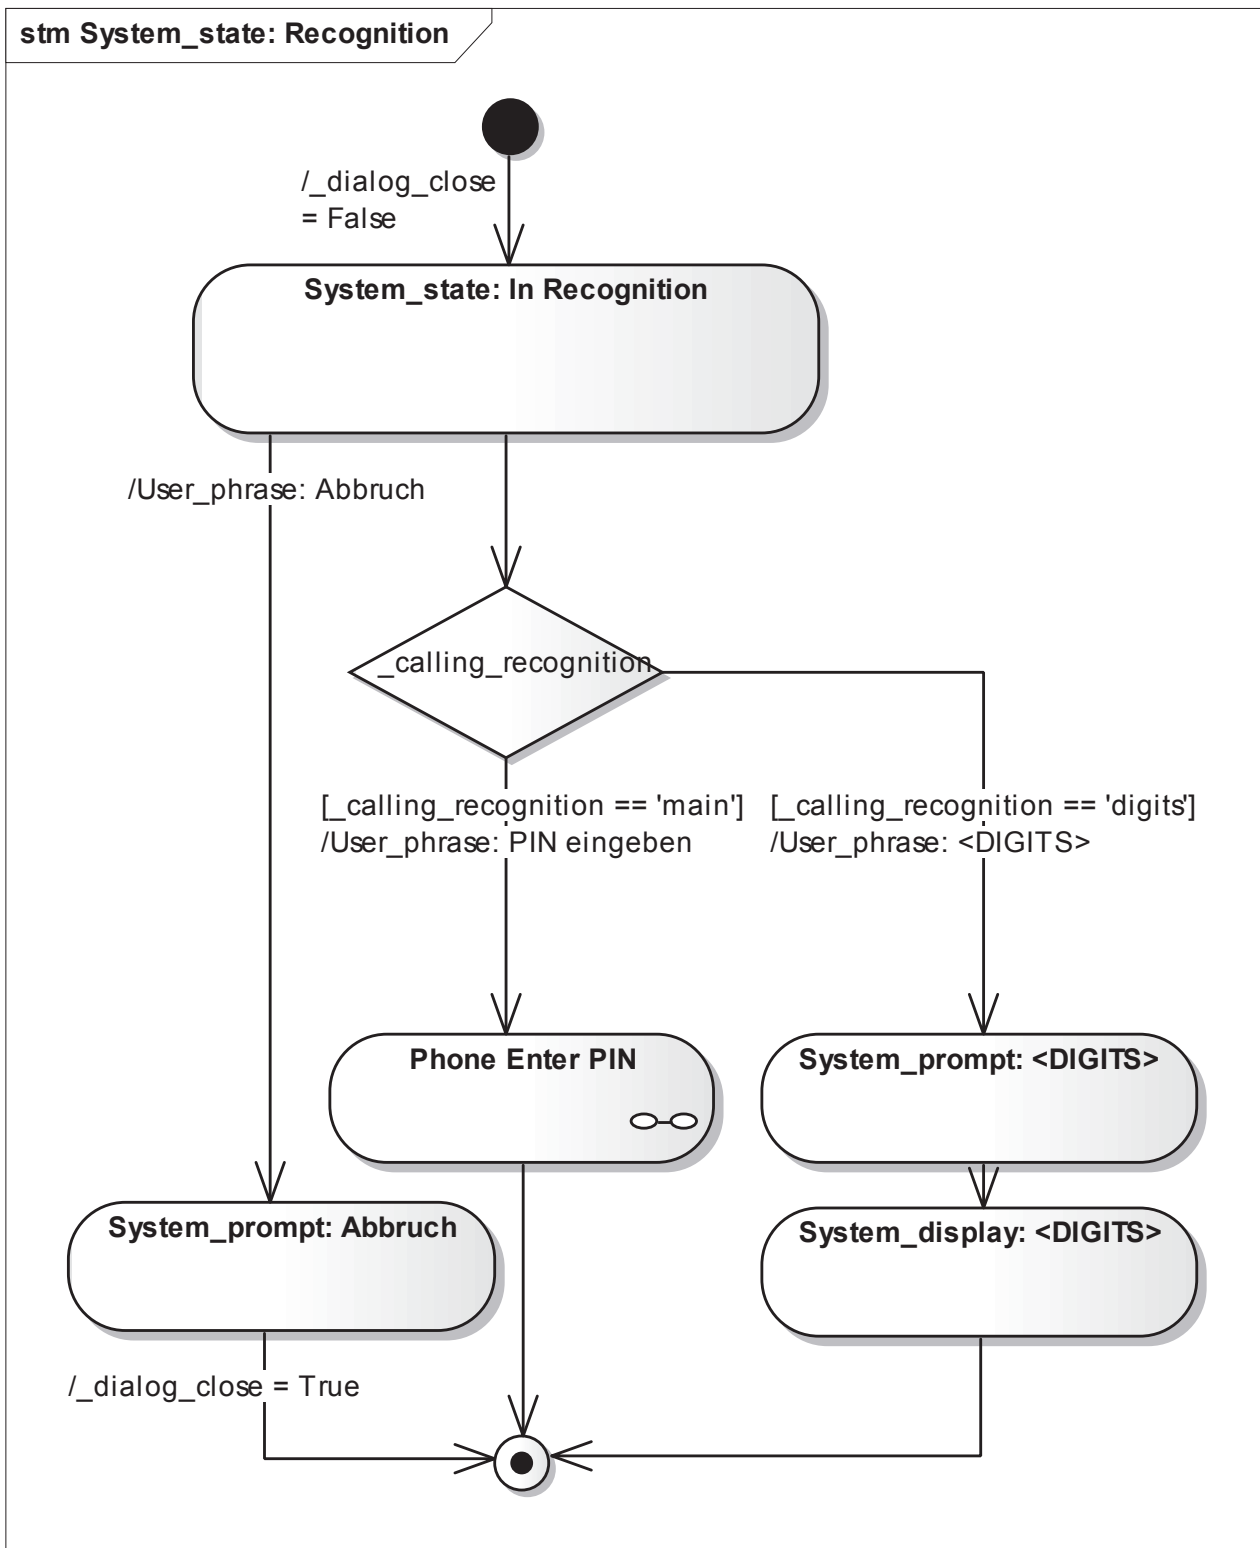 stm System_state: Recognition
/_dialog_close
= False
System_state: In Recognition
/User_phrase: Abbruch
_calling_recognition
[_calling_recognition == 'main']
/User_phrase: PIN eingeben
[_calling_recognition == 'digits']
/User_phrase: <DIGITS>
Phone Enter PIN
System_prompt: <DIGITS>
System_prompt: Abbruch
System_display: <DIGITS>
/_dialog_close = True